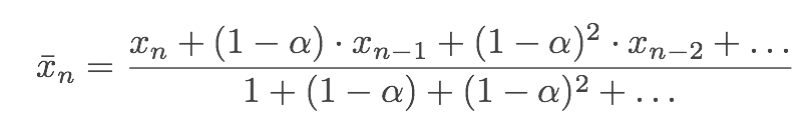 x̄ₙ = (xₙ + (1 − α) · xₙ₋₁ + (1 − α)² · xₙ₋₂ + …) / (1 + (1 − α) + (1 − α)² + …)